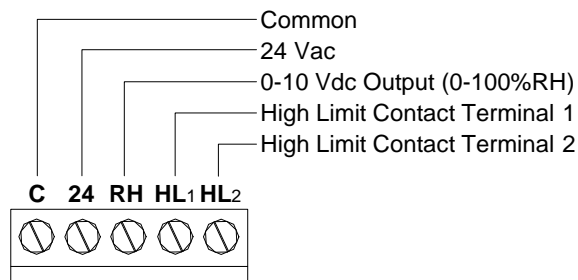 Common
24 Vac
0-10 Vdc Output (0-100%RH)
High Limit Contact Terminal 1
High Limit Contact Terminal 2
C 24 RH HL1 HL2